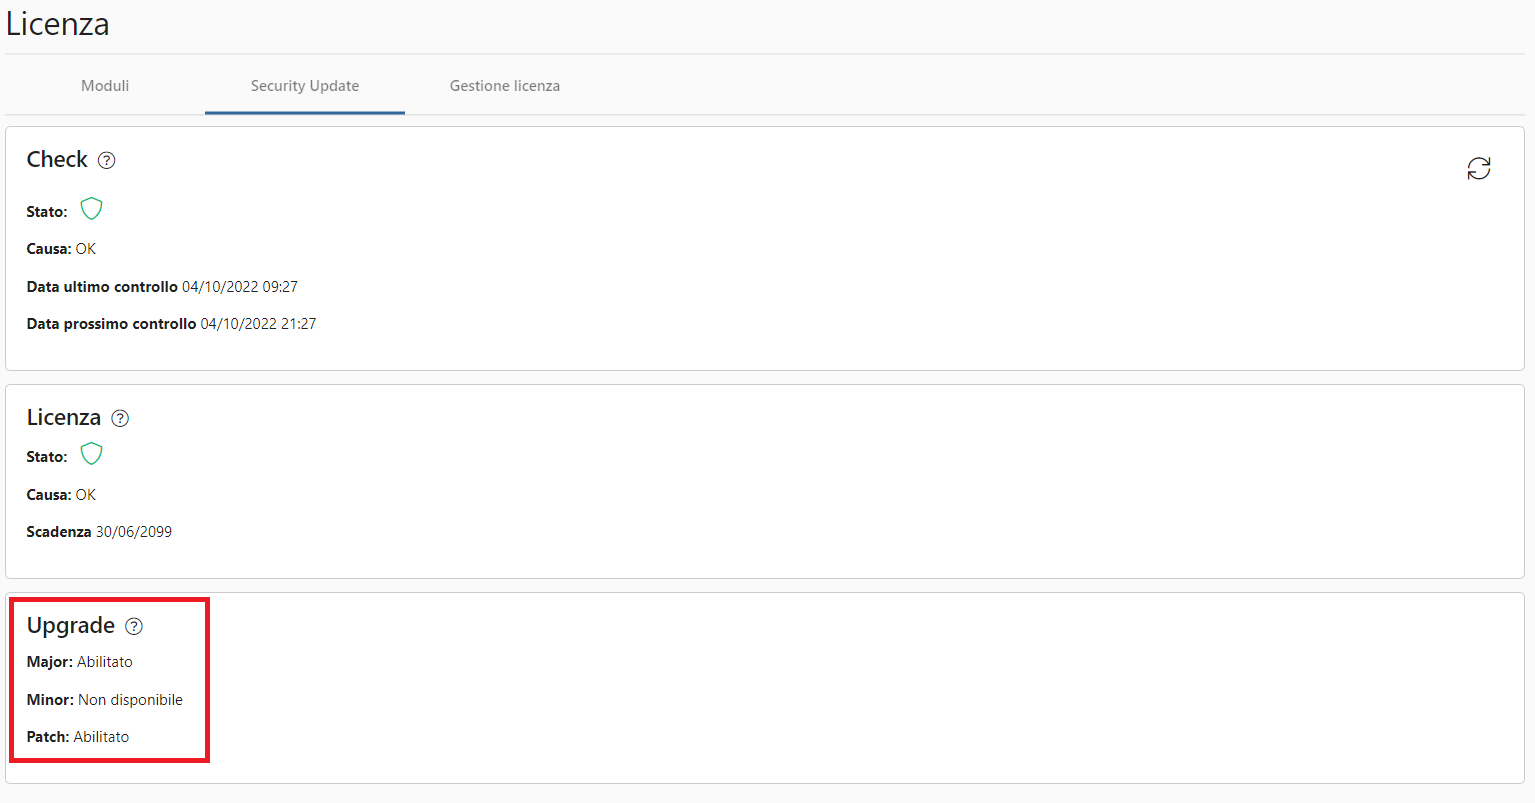 Licenza
Moduli
Security Update
Gestione licenza
Check ?
Stato:
Causa: OK
Data ultimo controllo 04/10/2022 09:27
Data prossimo controllo 04/10/2022 21:27
Licenza ?
Stato:
Causa: OK
Scadenza 30/06/2099
Upgrade ?
Major: Abilitato
Minor: Non disponibile
Patch: Abilitato